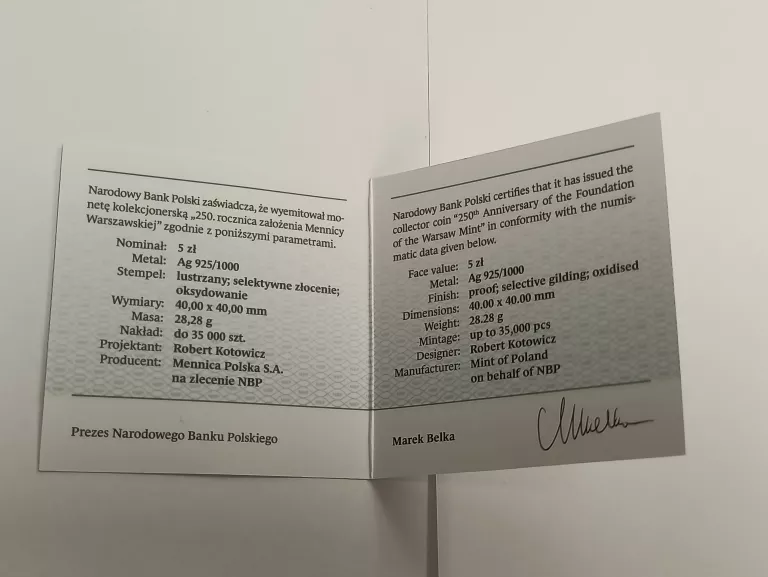 Narodowy Bank Polski zaświadcza, że wyemitował mo-
netę kolekcjonerską „250. rocznica założenia Mennicy
Warszawskiej” zgodnie z poniższymi parametrami.
Nominał: 5 zł
Metal: Ag 925/1000
Stempel: lustrzany; selektywne złocenie;
oksydowanie
Wymiary: 40,00 x 40,00 mm
Masa: 28,28 g
Nakład: do 35 000 szt.
Projektant: Robert Kotowicz
Producent: Mennica Polska S.A.
na zlecenie NBP
Prezes Narodowego Banku Polskiego
Narodowy Bank Polski certifies that it has issued the
collector coin “250th Anniversary of the Foundation
of the Warsaw Mint” in conformity with the numis-
matic data given below.
Face value: 5 zł
Metal: Ag 925/1000
Finish: proof; selective gilding; oxidised
Dimensions: 40.00 x 40.00 mm
Weight: 28.28 g
Mintage: up to 35,000 pcs
Designer: Robert Kotowicz
Manufacturer: Mint of Poland
on behalf of NBP
Marek Belka